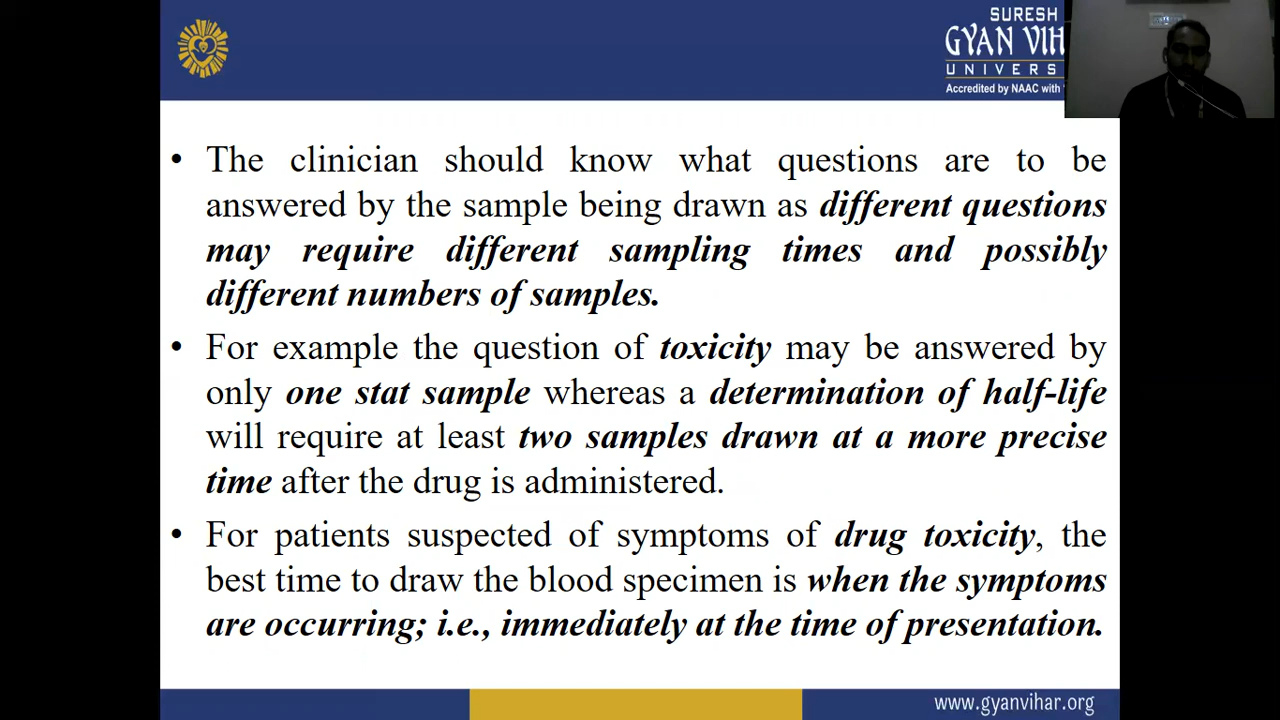 SURESH
GYAN VIH
UNIVERS
Accredited by NAAC with
• The clinician should know what questions are to be
answered by the sample being drawn as different questions
may require different sampling times and possibly
different numbers of samples.
• For example the question of toxicity may be answered by
only one stat sample whereas a determination of half-life
will require at least two samples drawn at a more precise
time after the drug is administered.
• For patients suspected of symptoms of drug toxicity, the
best time to draw the blood specimen is when the symptoms
are occurring; i.e., immediately at the time of presentation.
www.gyanvihar.org